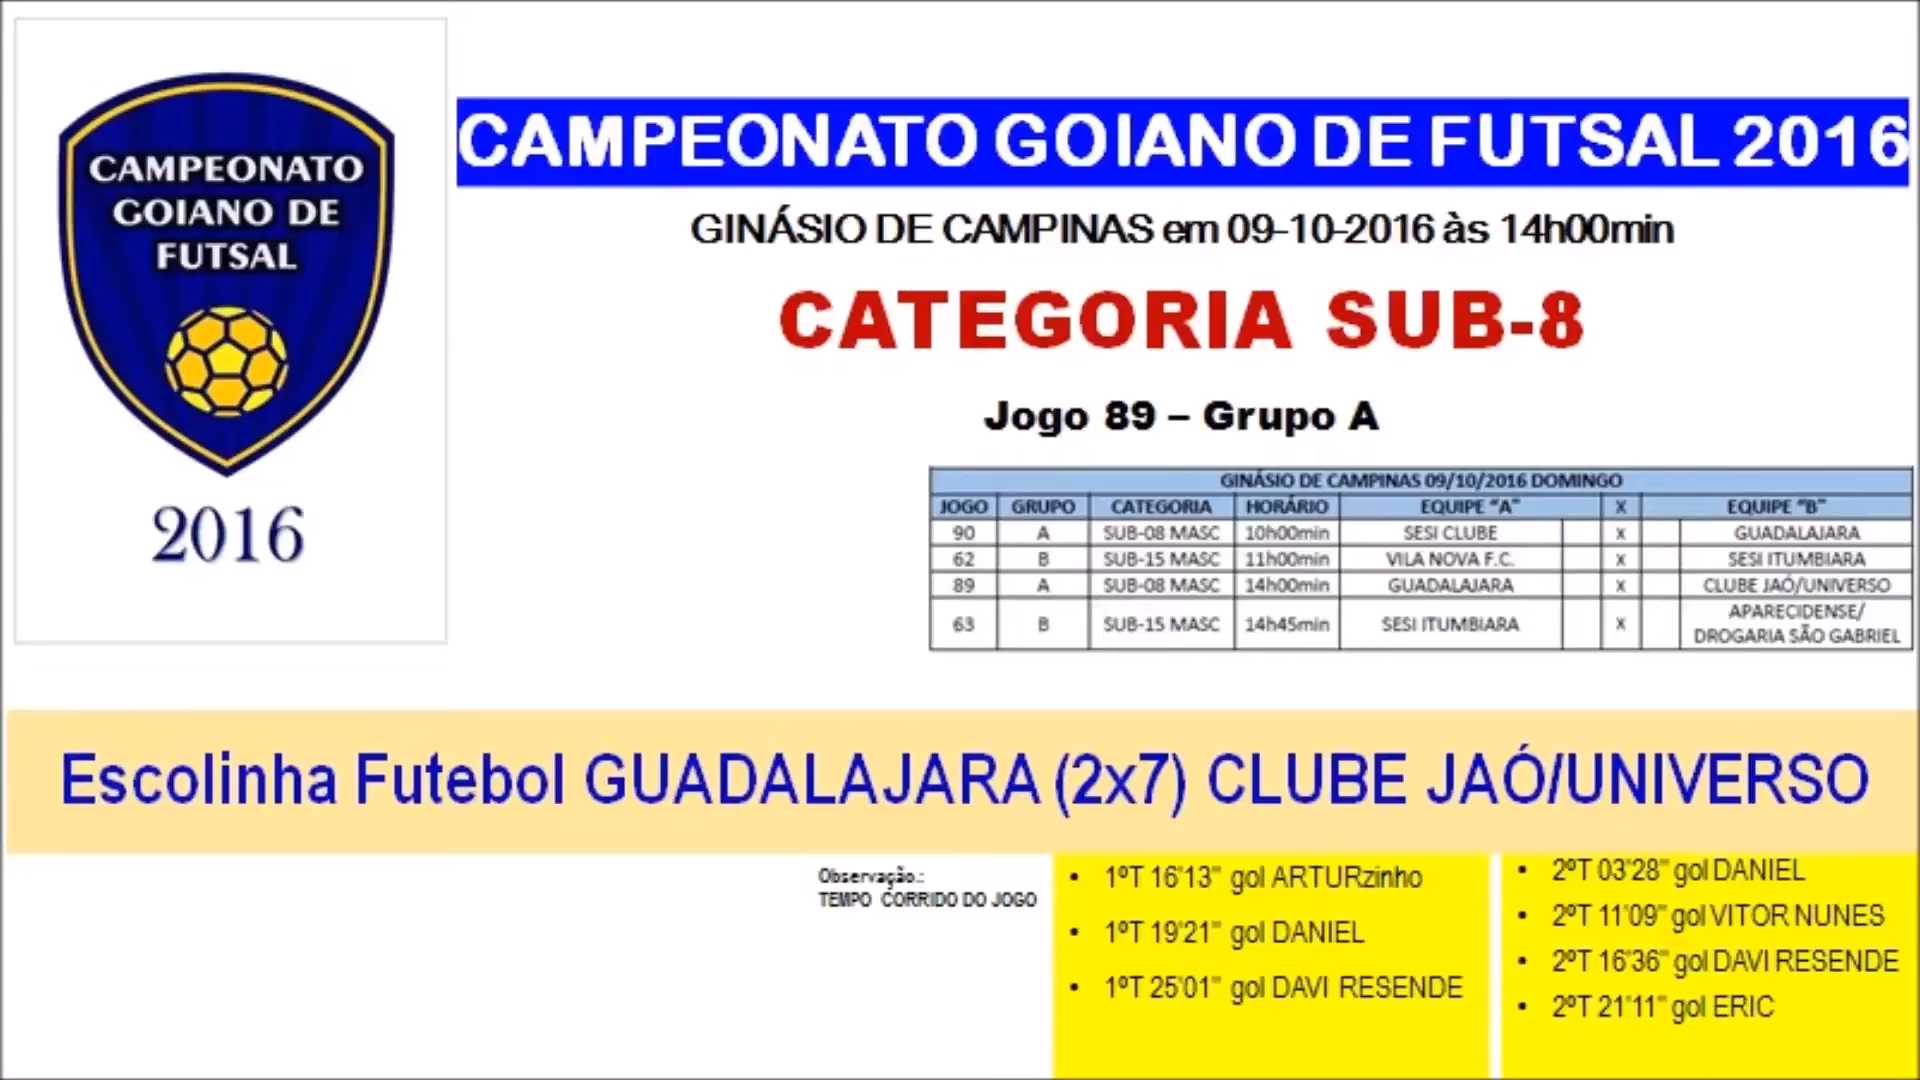 CAMPEONATO
GOIANO DE
FUTSAL
2016
CAMPEONATO GOIANO DE FUTSAL 2016
GINÁSIO DE CAMPINAS em 09-10-2016 às 14h00min
CATEGORIA SUB-8
Jogo 89 – Grupo A
GINÁSIO DE CAMPINAS 09/10/2016 DOMINGO
JOGO GRUPO CATEGORIA HORÁRIO EQUIPE “A” X EQUIPE “B”
90 A SUB-08 MASC 10h00min SESI CLUBE x GUADALAJARA
62 B SUB-15 MASC 11h00min VILA NOVA F.C. x SESI ITUMBIARA
89 A SUB-08 MASC 14h00min GUADALAJARA x CLUBE JAÓ/UNIVERSO
63 B SUB-15 MASC 14h45min SESI ITUMBIARA x APARECIDENSE/
DROGARIA SÃO GABRIEL
Escolinha Futebol GUADALAJARA (2x7) CLUBE JAÓ/UNIVERSO
Observação.:
TEMPO CORRIDO DO JOGO
• 1ºT 16'13" gol ARTURzinho
• 1ºT 19'21" gol DANIEL
• 1ºT 25'01" gol DAVI RESENDE
• 2ºT 03'28" gol DANIEL
• 2ºT 11'09" gol VITOR NUNES
• 2ºT 16'36" gol DAVI RESENDE
• 2ºT 21'11" gol ERIC